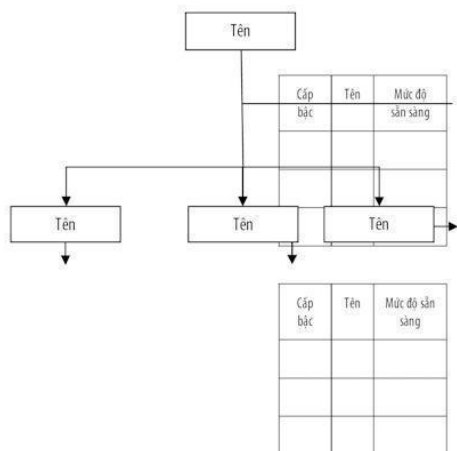 Tên
Cấp bậc
Tên
Mức độ sẵn sàng
Tên
Tên
Tên
Cấp bậc
Tên
Mức độ sẵn sàng